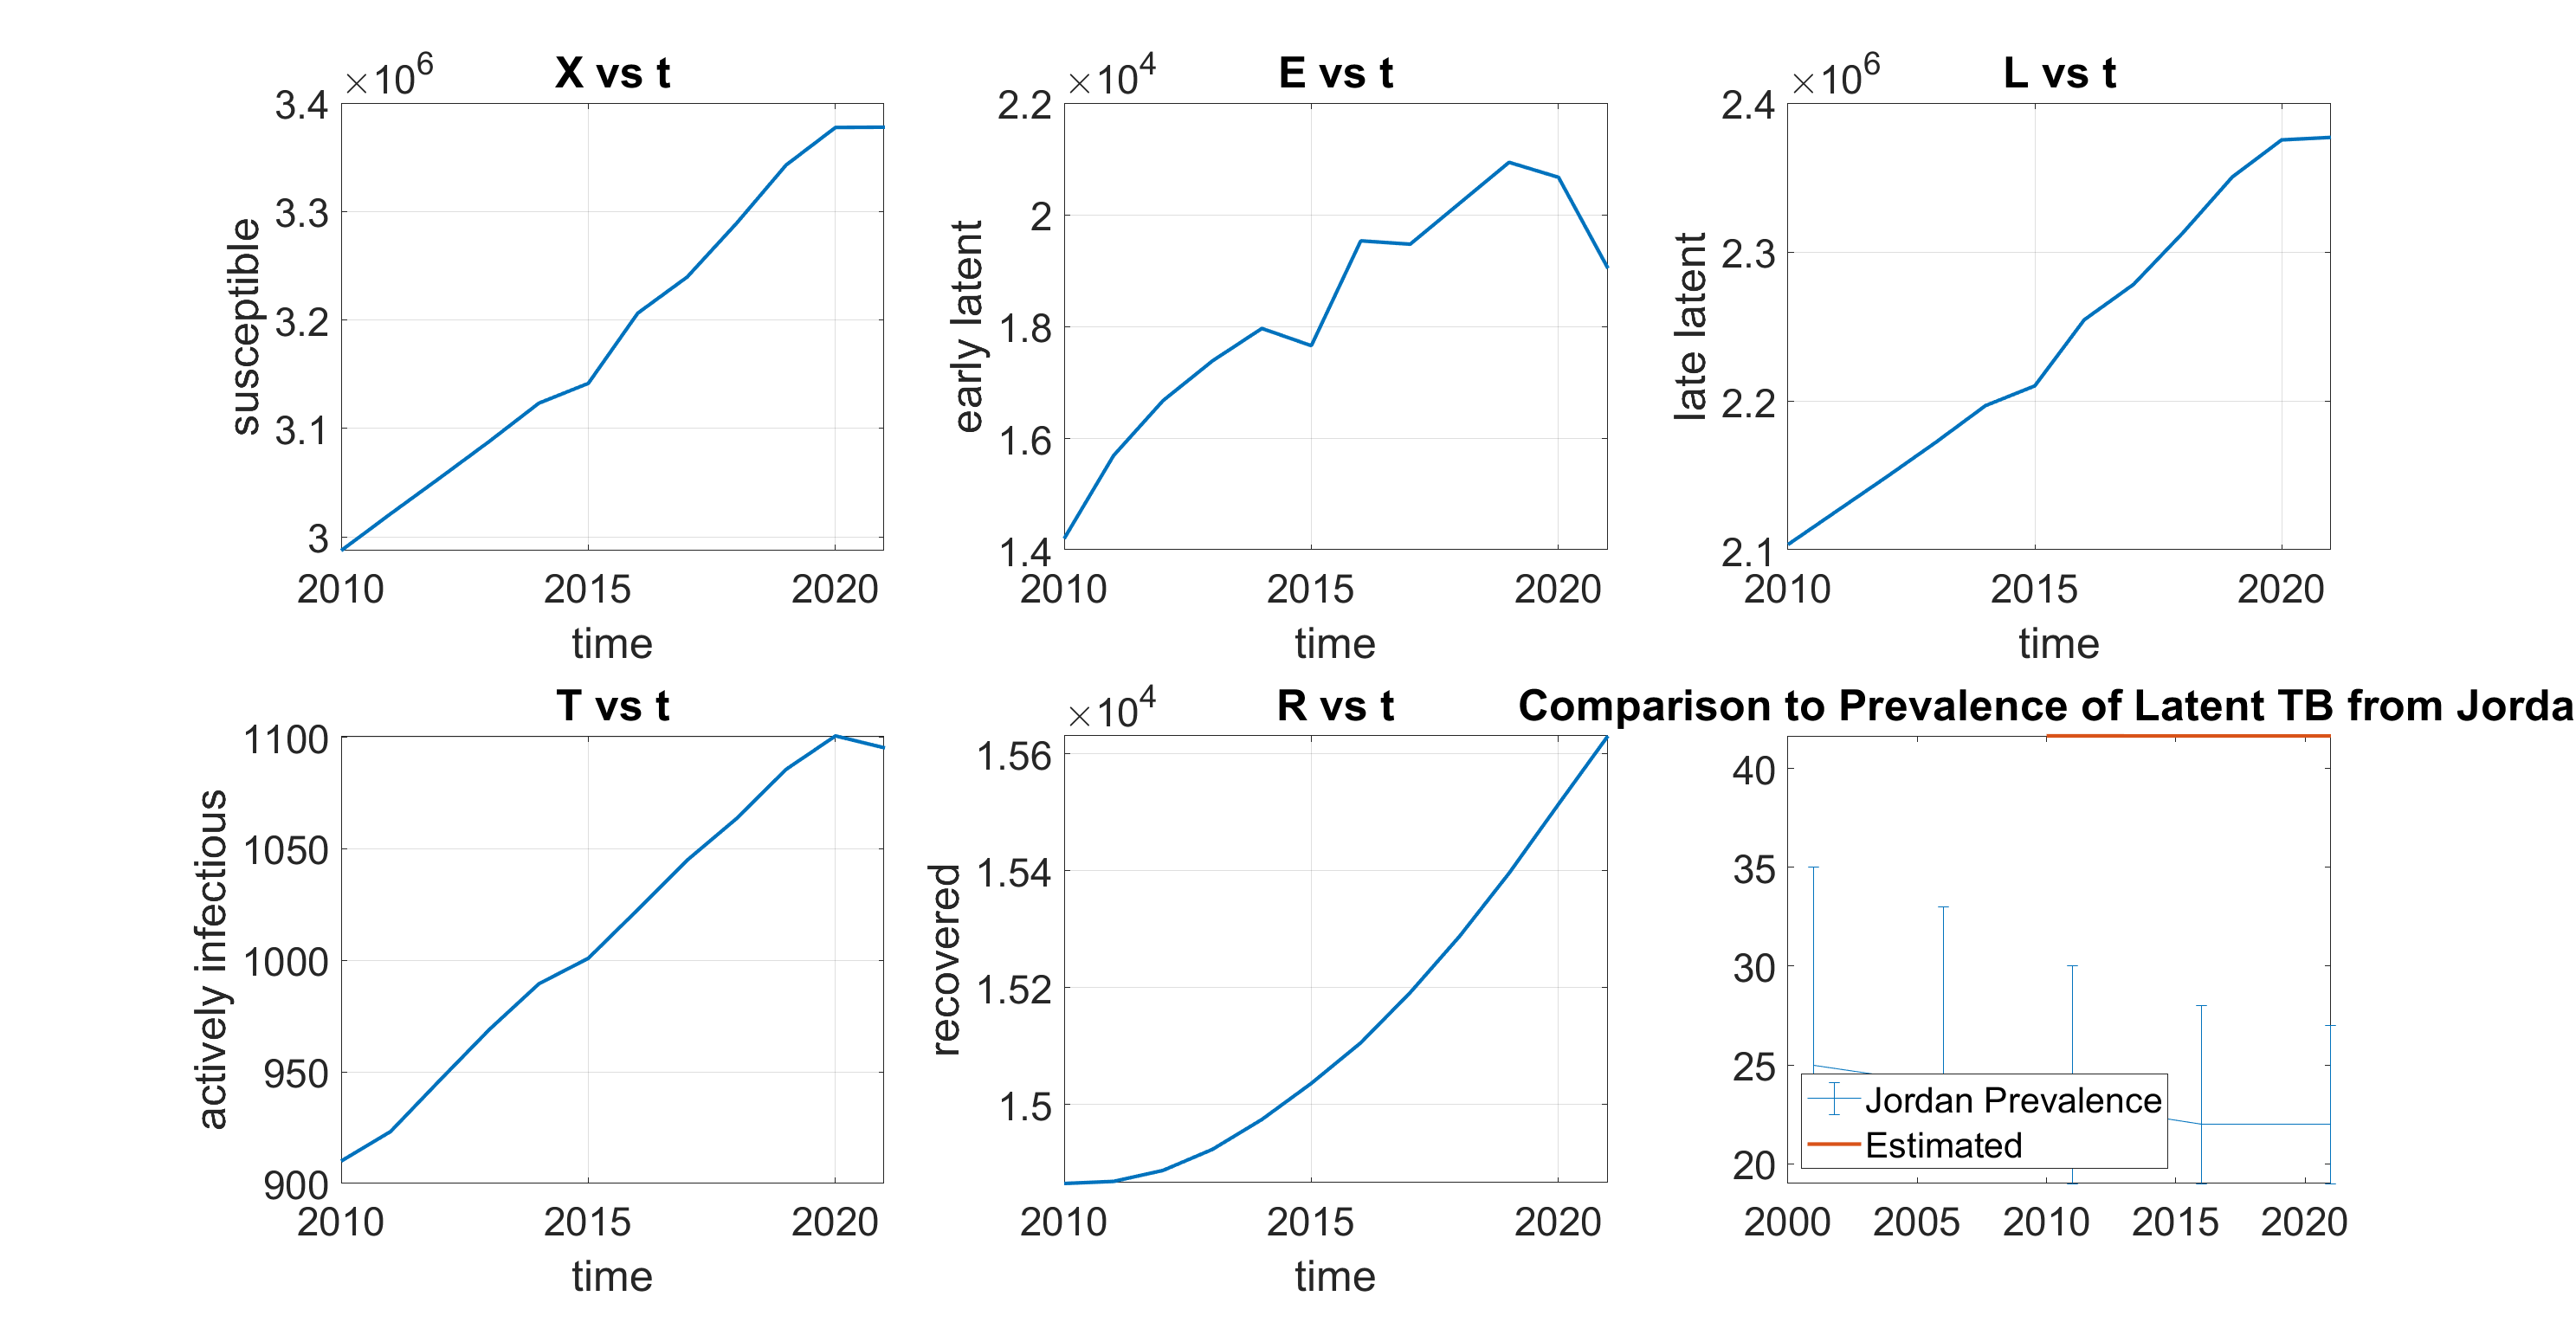 X vs t
×10^6
3.4
3.3
3.2
3.1
3
susceptible
2010 2015 2020
time
E vs t
×10^4
2.2
2
1.8
1.6
1.4
early latent
2010 2015 2020
time
L vs t
×10^6
2.4
2.3
2.2
2.1
late latent
2010 2015 2020
time
T vs t
1100
1050
1000
950
900
actively infectious
2010 2015 2020
time
R vs t
×10^4
1.56
1.54
1.52
1.5
recovered
2010 2015 2020
time
Comparison to Prevalence of Latent TB from Jorda
40
35
30
25
20
Jordan Prevalence
Estimated
2000 2005 2010 2015 2020